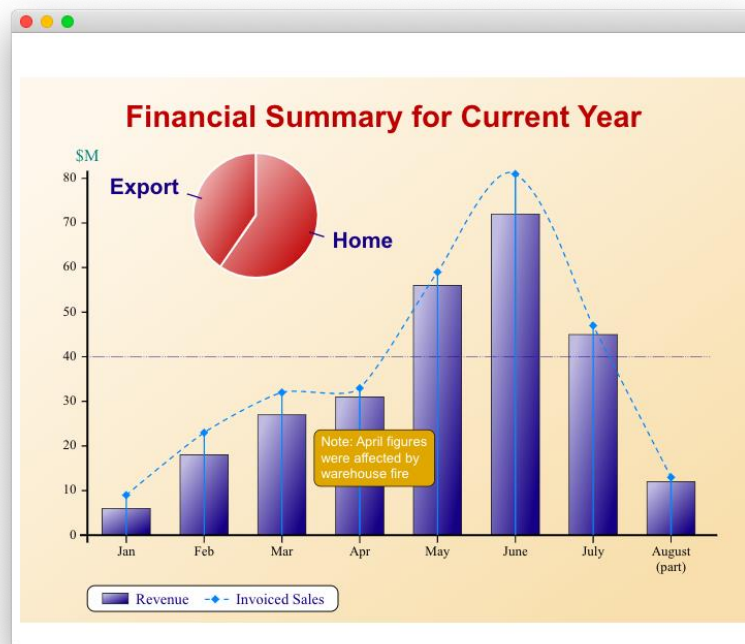 Financial Summary for Current Year
$M
Export
Home
80
70
60
50
40
30
20
10
0
Note: April figures
were affected by
warehouse fire
Jan Feb Mar Apr May June July August
(part)
Revenue Invoiced Sales